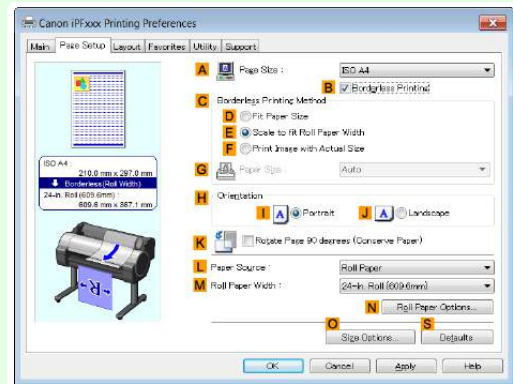 Canon iPFxxx Printing Preferences
Main Page Setup Layout Favorites Utility Support
A Page Size : ISO A4
B Borderless Printing
C Borderless Printing Method
D Fit Paper Size
E Scale to fit Roll Paper Width
F Print Image with Actual Size
G Paper Size : Auto
ISO A4 :
210.0 mm x 297.0 mm
Borderless(Roll Width)
24-in. Roll (609.6mm) :
609.6 mm x 887.1 mm
H Orientation
I A Portrait J A Landscape
K Rotate Page 90 degrees (Conserve Paper)
L Paper Source : Roll Paper
M Roll Paper Width : 24-in. Roll (609.6mm)
R
N Roll Paper Options...
O S
Size Options... Defaults
OK Cancel Apply Help